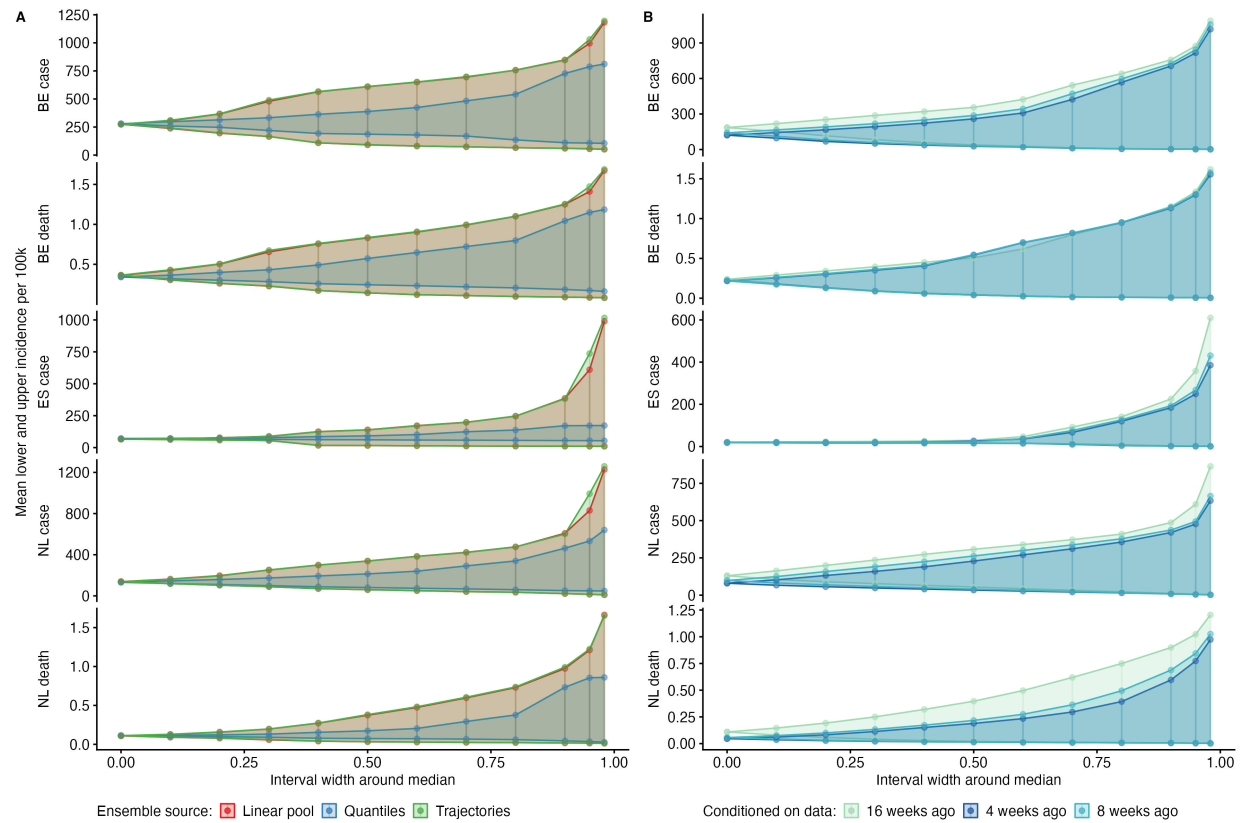 A
B
Mean lower and upper incidence per 100k
BE case
1250
1000
750
500
250
0
BE death
1.5
1.0
0.5
ES case
1000
750
500
250
0
NL case
1200
800
400
0
NL death
1.5
1.0
0.5
0.0
0.00 0.25 0.50 0.75 1.00
Interval width around median
BE case
900
600
300
0
BE death
1.5
1.0
0.5
0.0
ES case
600
400
200
0
NL case
750
500
250
0
NL death
1.25
1.00
0.75
0.50
0.25
0.00
0.00 0.25 0.50 0.75 1.00
Interval width around median
Ensemble source: Linear pool Quantiles Trajectories
Conditioned on data: 16 weeks ago 4 weeks ago 8 weeks ago